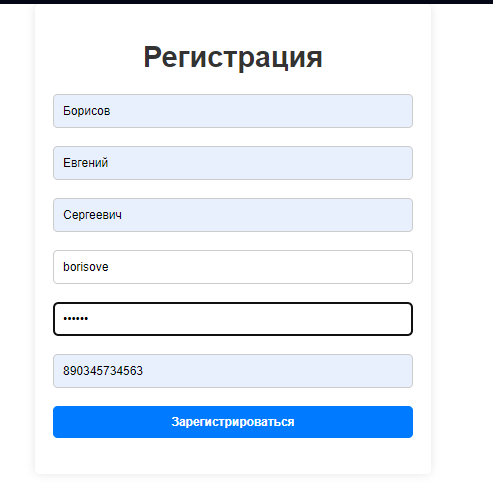 Регистрация
Борисов
Евгений
Сергеевич
borisove
••••••
890345734563
Зарегистрироваться